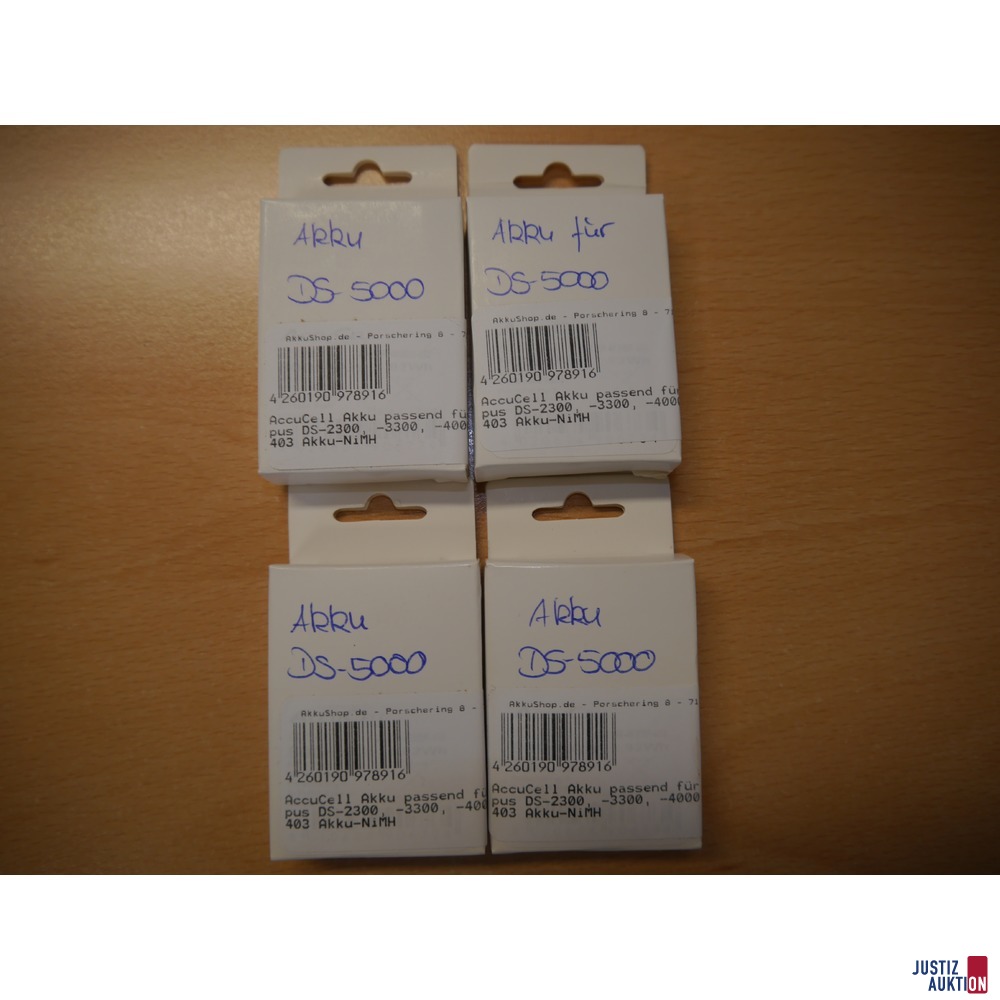 Akku
DS-5000
AkkuShop.de - Porschering 8 - 7
4 260190 978916
AccuCell Akku passend fü
pus DS-2300, -3300, -400
403 Akku-NiMH
Akku für
DS-5000
AkkuShop.de - Porschering 8 - 7
4 260190 978916
AccuCell Akku passend fü
pus DS-2300, -3300, -400
403 Akku-NiMH
Akku
DS-5000
AkkuShop.de - Porschering 8 -
4 260190 978916
AccuCell Akku passend fü
pus DS-2300, -3300, -400
403 Akku-NiMH
Akku
DS-5000
AkkuShop.de - Porschering 8 - 71
4 260190 978916
AccuCell Akku passend für
pus DS-2300, -3300, -4000
403 Akku-NiMH
JUSTIZ
AUKTION